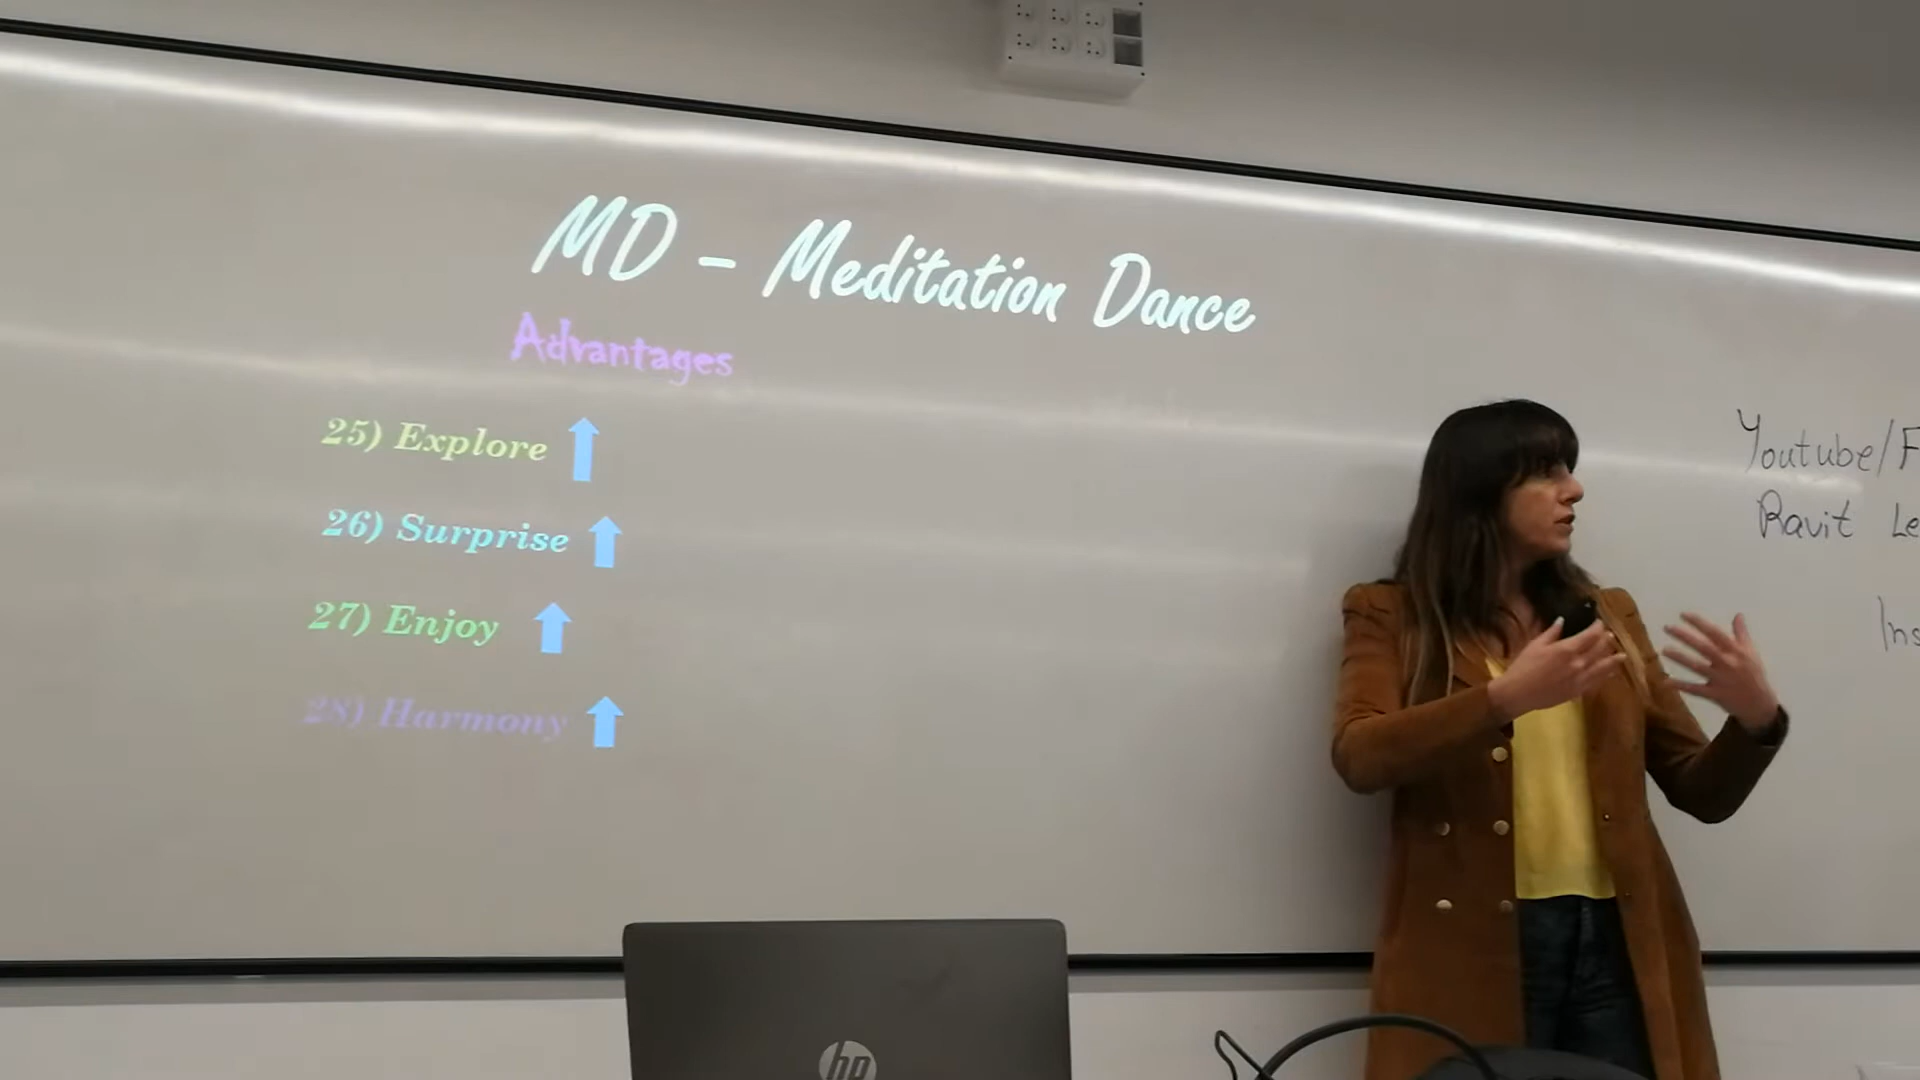 MD - Meditation Dance
Advantages
25) Explore
26) Surprise
27) Enjoy
28) Harmony
Youtube/F
Ravit Le
Ins
hp